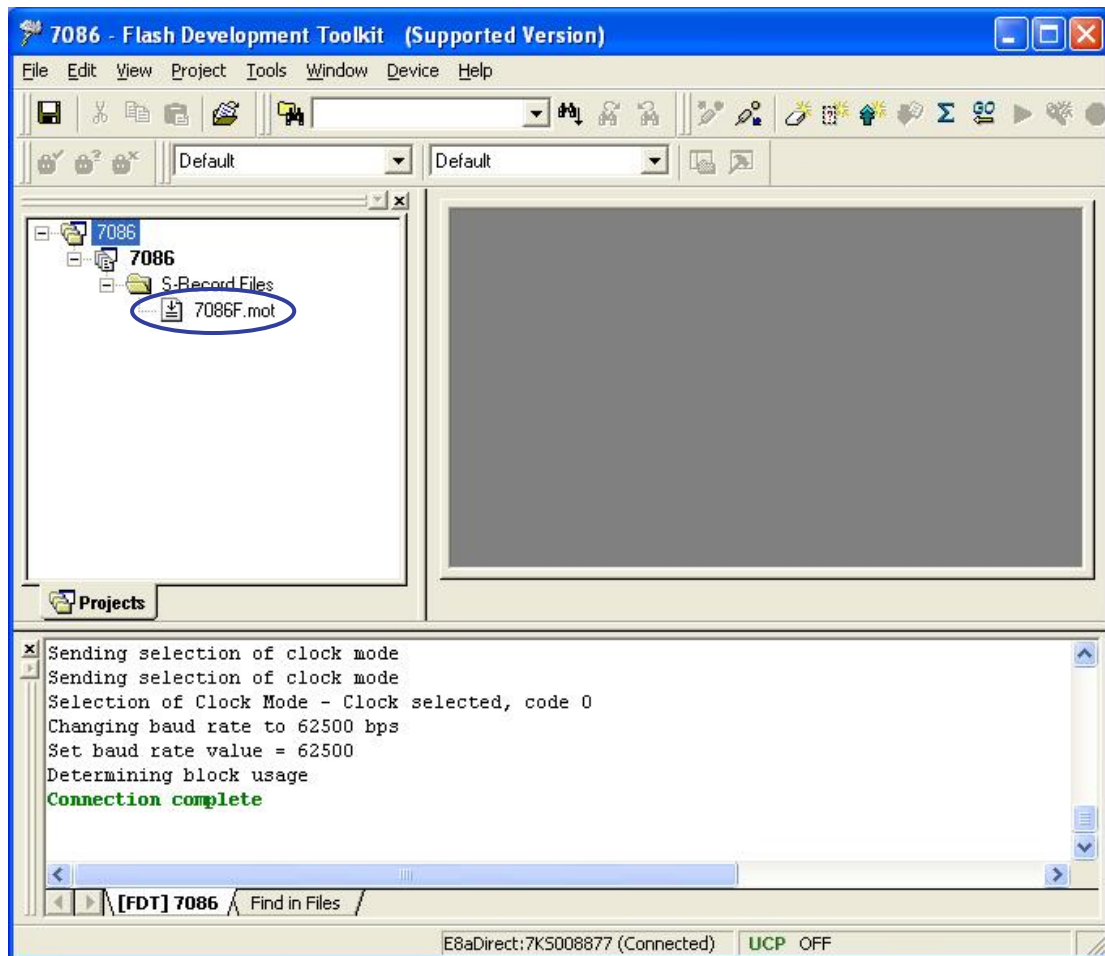 7086 - Flash Development Toolkit (Supported Version)
File Edit View Project Tools Window Device Help
Default Default
7086
7086
S-Record Files
7086F.mot
Projects
Sending selection of clock mode
Sending selection of clock mode
Selection of Clock Mode - Clock selected, code 0
Changing baud rate to 62500 bps
Set baud rate value = 62500
Determining block usage
Connection complete
[FDT] 7086 Find in Files
E8aDirect:7KS008877 (Connected) UCP OFF